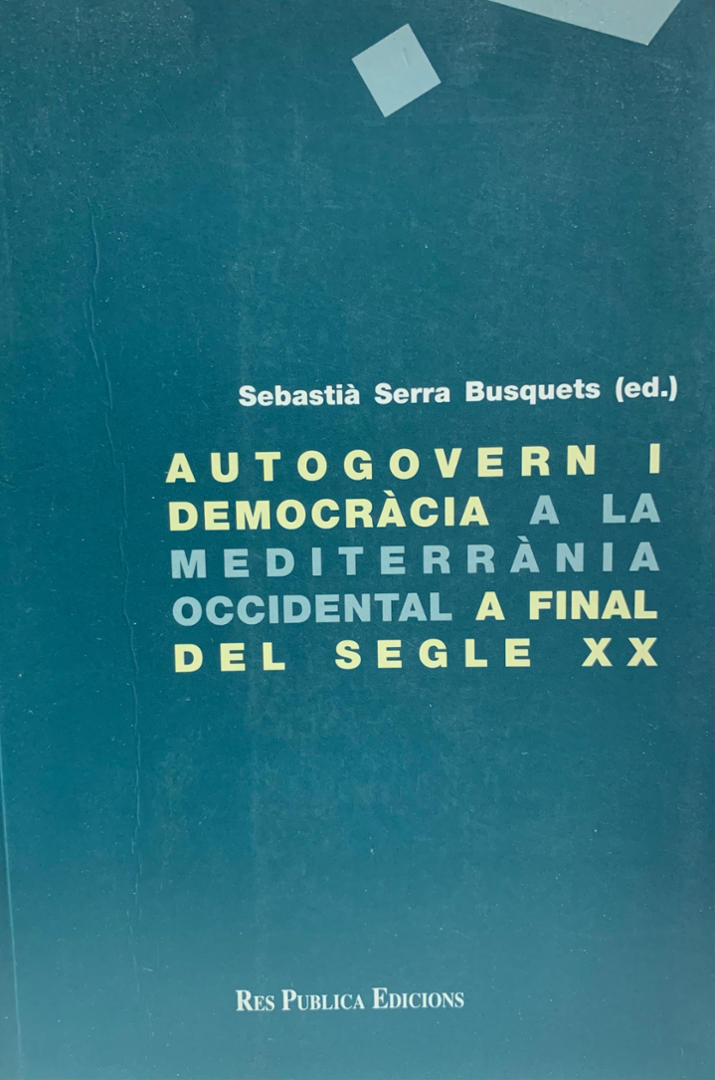 Sebastià Serra Busquets (ed.)
AUTOGOVERN I
DEMOCRÀCIA A LA
MEDITERRÀNIA
OCCIDENTAL A FINAL
DEL SEGLE XX
RES PUBLICA EDICIONS